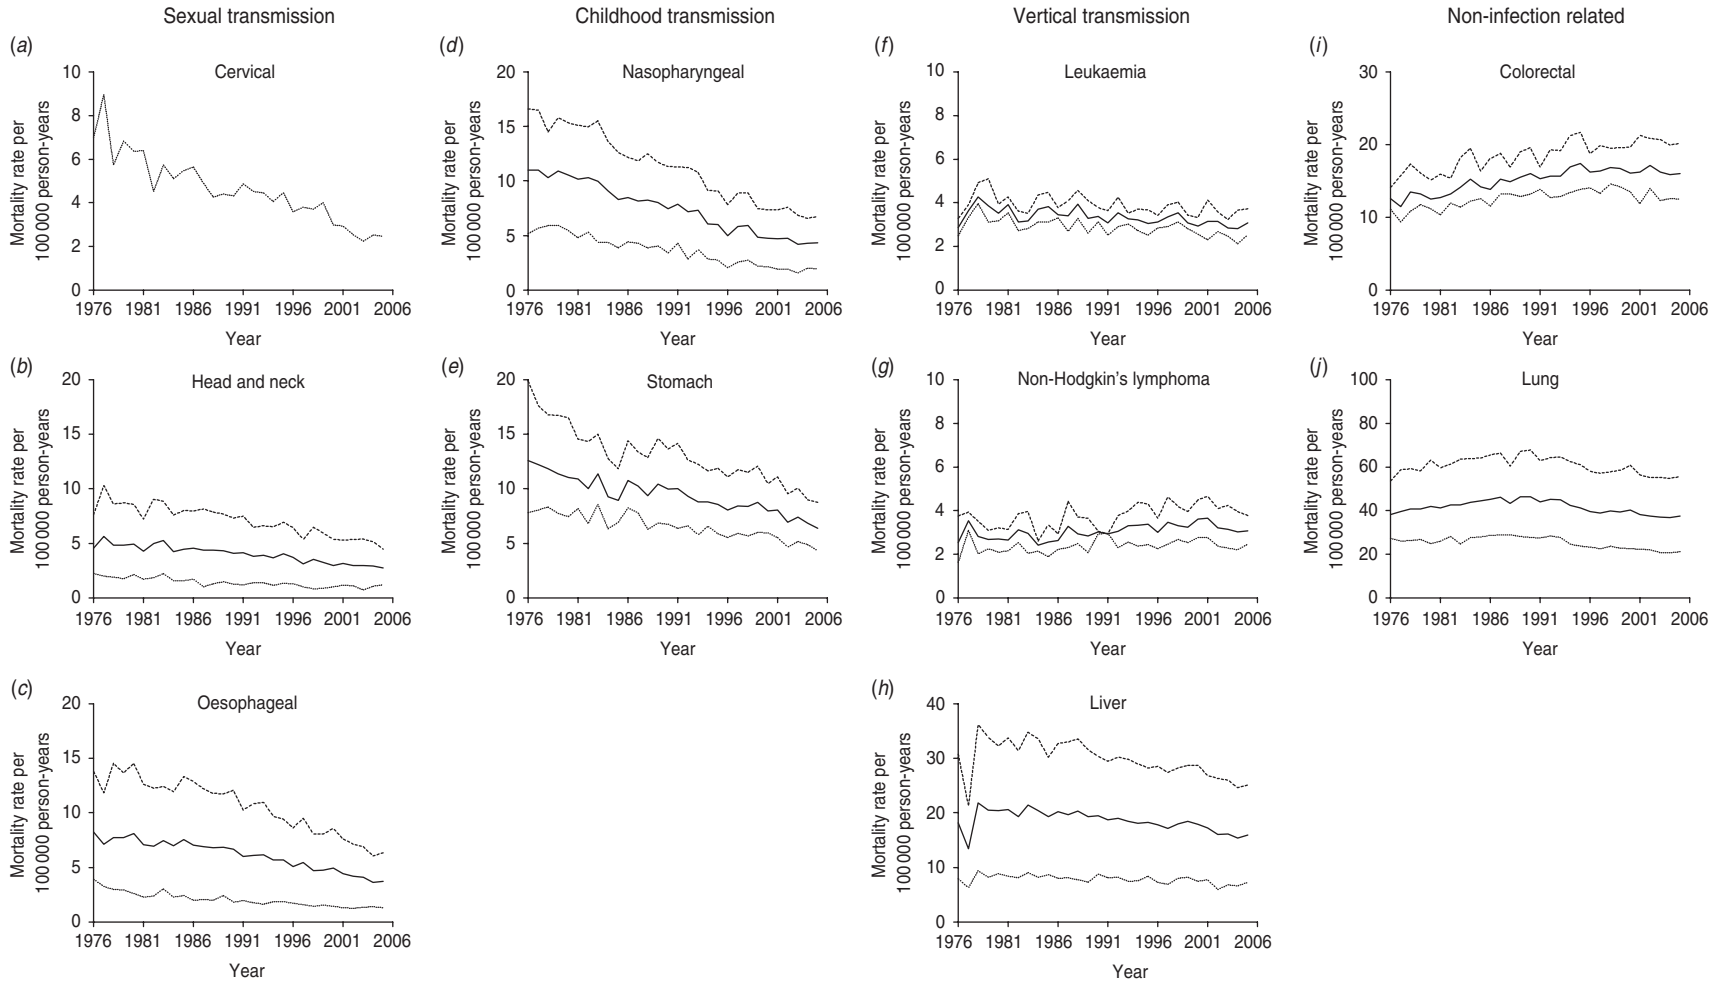 Sexual transmission
Childhood transmission
Vertical transmission
Non-infection related
(a)
Cervical
Mortality rate per
100 000 person-years
10
8
6
4
2
0
1976 1981 1986 1991 1996 2001 2006
Year
(d)
Nasopharyngeal
Mortality rate per
100 000 person-years
20
15
10
5
0
1976 1981 1986 1991 1996 2001 2006
Year
(f)
Leukaemia
Mortality rate per
100 000 person-years
10
8
6
4
2
0
1976 1981 1986 1991 1996 2001 2006
Year
(i)
Colorectal
Mortality rate per
100 000 person-years
30
20
10
0
1976 1981 1986 1991 1996 2001 2006
Year
(b)
Head and neck
Mortality rate per
100 000 person-years
20
15
10
5
0
1976 1981 1986 1991 1996 2001 2006
Year
(e)
Stomach
Mortality rate per
100 000 person-years
20
15
10
5
0
1976 1981 1986 1991 1996 2001 2006
Year
(g)
Non-Hodgkin's lymphoma
Mortality rate per
100 000 person-years
10
8
6
4
2
0
1976 1981 1986 1991 1996 2001 2006
Year
(j)
Lung
Mortality rate per
100 000 person-years
100
80
60
40
20
0
1976 1981 1986 1991 1996 2001 2006
Year
(c)
Oesophageal
Mortality rate per
100 000 person-years
20
15
10
5
0
1976 1981 1986 1991 1996 2001 2006
Year
(h)
Liver
Mortality rate per
100 000 person-years
40
30
20
10
0
1976 1981 1986 1991 1996 2001 2006
Year